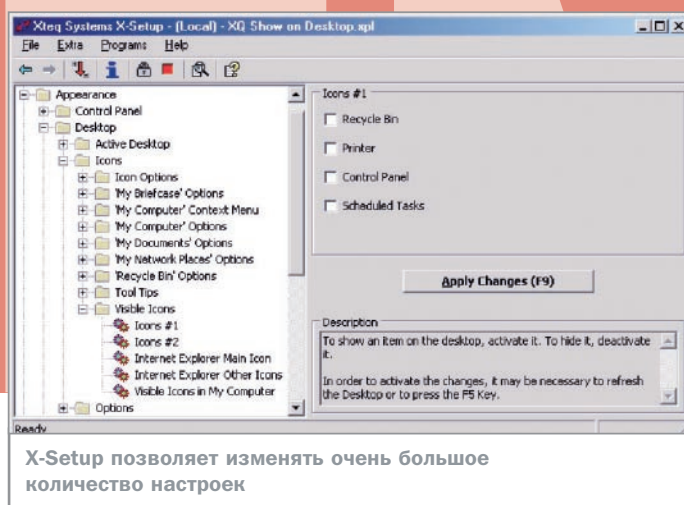 Xteq Systems X-Setup - (Local) - XQ Show on Desktop.xpl
File Extra Programs Help
Appearance
Control Panel
Desktop
Active Desktop
Icons
Icon Options
'My Briefcase' Options
'My Computer' Context Menu
'My Computer' Options
'My Documents' Options
'My Network Places' Options
'Recycle Bin' Options
Tool Tips
Visible Icons
Icons #1
Icons #2
Internet Explorer Main Icon
Internet Explorer Other Icons
Visible Icons in My Computer
Options
Icons #1
Recycle Bin
Printer
Control Panel
Scheduled Tasks
Apply Changes (F9)
Description
To show an item on the desktop, activate it. To hide it, deactivate
it.
In order to activate the changes, it may be necessary to refresh
the Desktop or to press the F5 Key.
Ready
X-Setup позволяет изменять очень большое
количество настроек